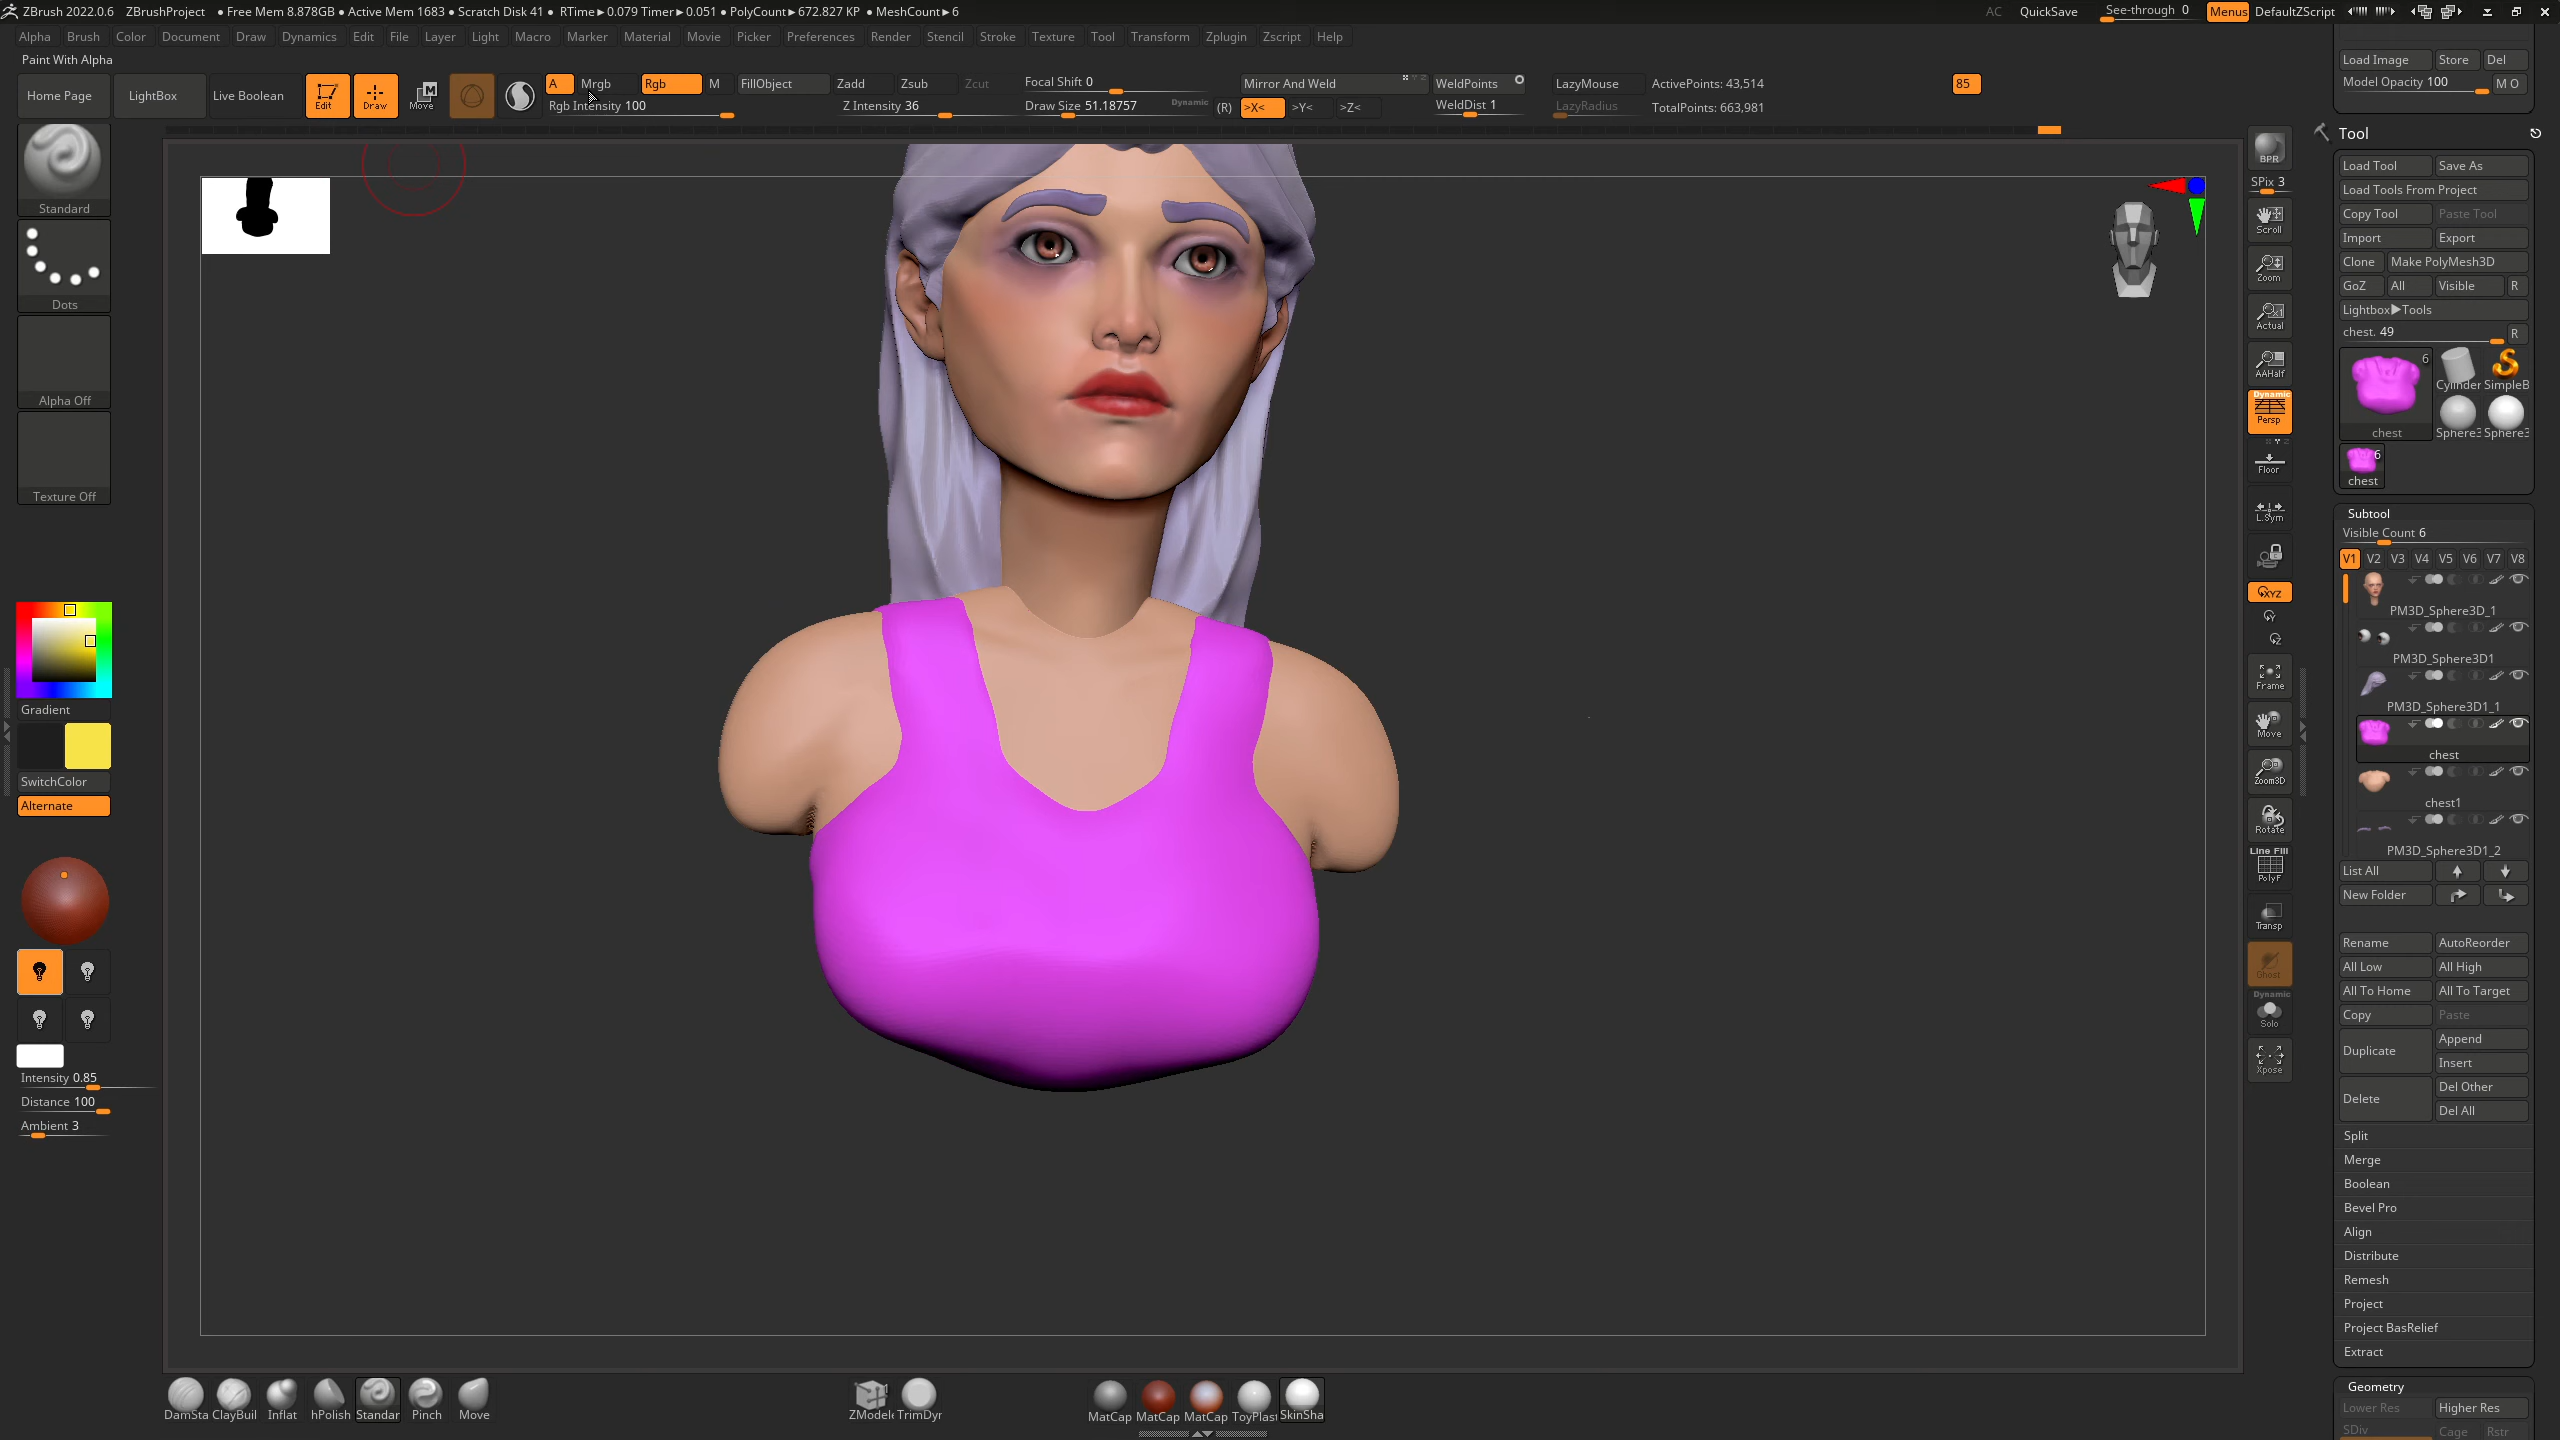 ZBrush 2022.0.6 ZBrushProject ● Free Mem 8.878GB ● Active Mem 1683 ● Scratch Disk 41 ● RTime►0.079 Timer►0.051 ● PolyCount►672.827 KP ● MeshCount►6 AC QuickSave See-through 0 Menus DefaultZScript
Alpha Brush Color Document Draw Dynamics Edit File Layer Light Macro Marker Material Movie Picker Preferences Render Stencil Stroke Texture Tool Transform Zplugin Zscript Help
Paint With Alpha
Home Page LightBox Live Boolean Edit Draw Move
A Mrgb Rgb M FillObject Zadd Zsub Zcut Focal Shift 0 Mirror And Weld WeldPoints LazyMouse ActivePoints: 43,514 85
Rgb Intensity 100 Z Intensity 36 Draw Size 51.18757 Dynamic (R) >X< >Y< >Z< WeldDist 1 LazyRadius TotalPoints: 663,981
Standard
Dots
Alpha Off
Texture Off
Gradient
SwitchColor
Alternate
Intensity 0.85
Distance 100
Ambient 3
BPR
SPix 3
Scroll
Zoom
Actual
AAHalf
Dynamic
Persp
Floor
L.Sym
XYZ
Y
Z
Frame
Move
Zoom3D
Rotate
Line Fill
PolyF
Transp
Ghost
Dynamic
Solo
Xpose
Load Image Store Del
Model Opacity 100 M O
Tool
Load Tool Save As
Load Tools From Project
Copy Tool Paste Tool
Import Export
Clone Make PolyMesh3D
GoZ All Visible R
Lightbox►Tools
chest. 49 R
6
Cylinder SimpleB
chest Sphere3 Sphere3
6
chest
Subtool
Visible Count 6
V1 V2 V3 V4 V5 V6 V7 V8
PM3D_Sphere3D_1
PM3D_Sphere3D1
PM3D_Sphere3D1_1
chest
chest1
PM3D_Sphere3D1_2
List All
New Folder
Rename AutoReorder
All Low All High
All To Home All To Target
Copy Paste
Duplicate Append
Insert
Delete Del Other
Del All
Split
Merge
Boolean
Bevel Pro
Align
Distribute
Remesh
Project
Project BasRelief
Extract
Geometry
Lower Res Higher Res
SDiv Cage Rstr
DamSta ClayBuil Inflat hPolish Standar Pinch Move ZModele TrimDyr MatCap MatCap MatCap ToyPlast SkinSha